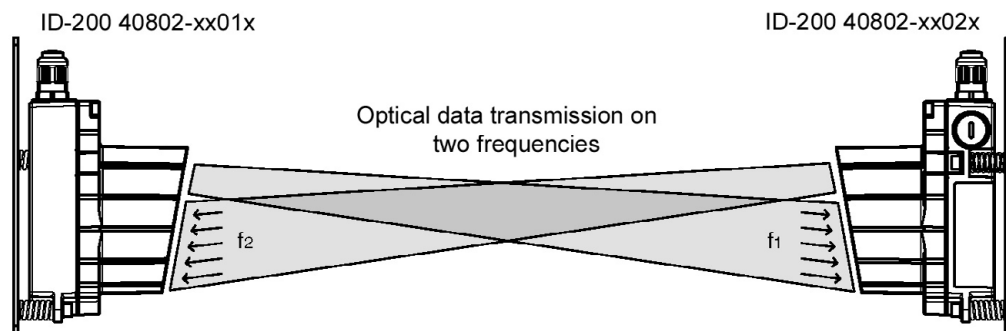 ID-200 40802-xx01x
ID-200 40802-xx02x
Optical data transmission on
two frequencies
f2
f1